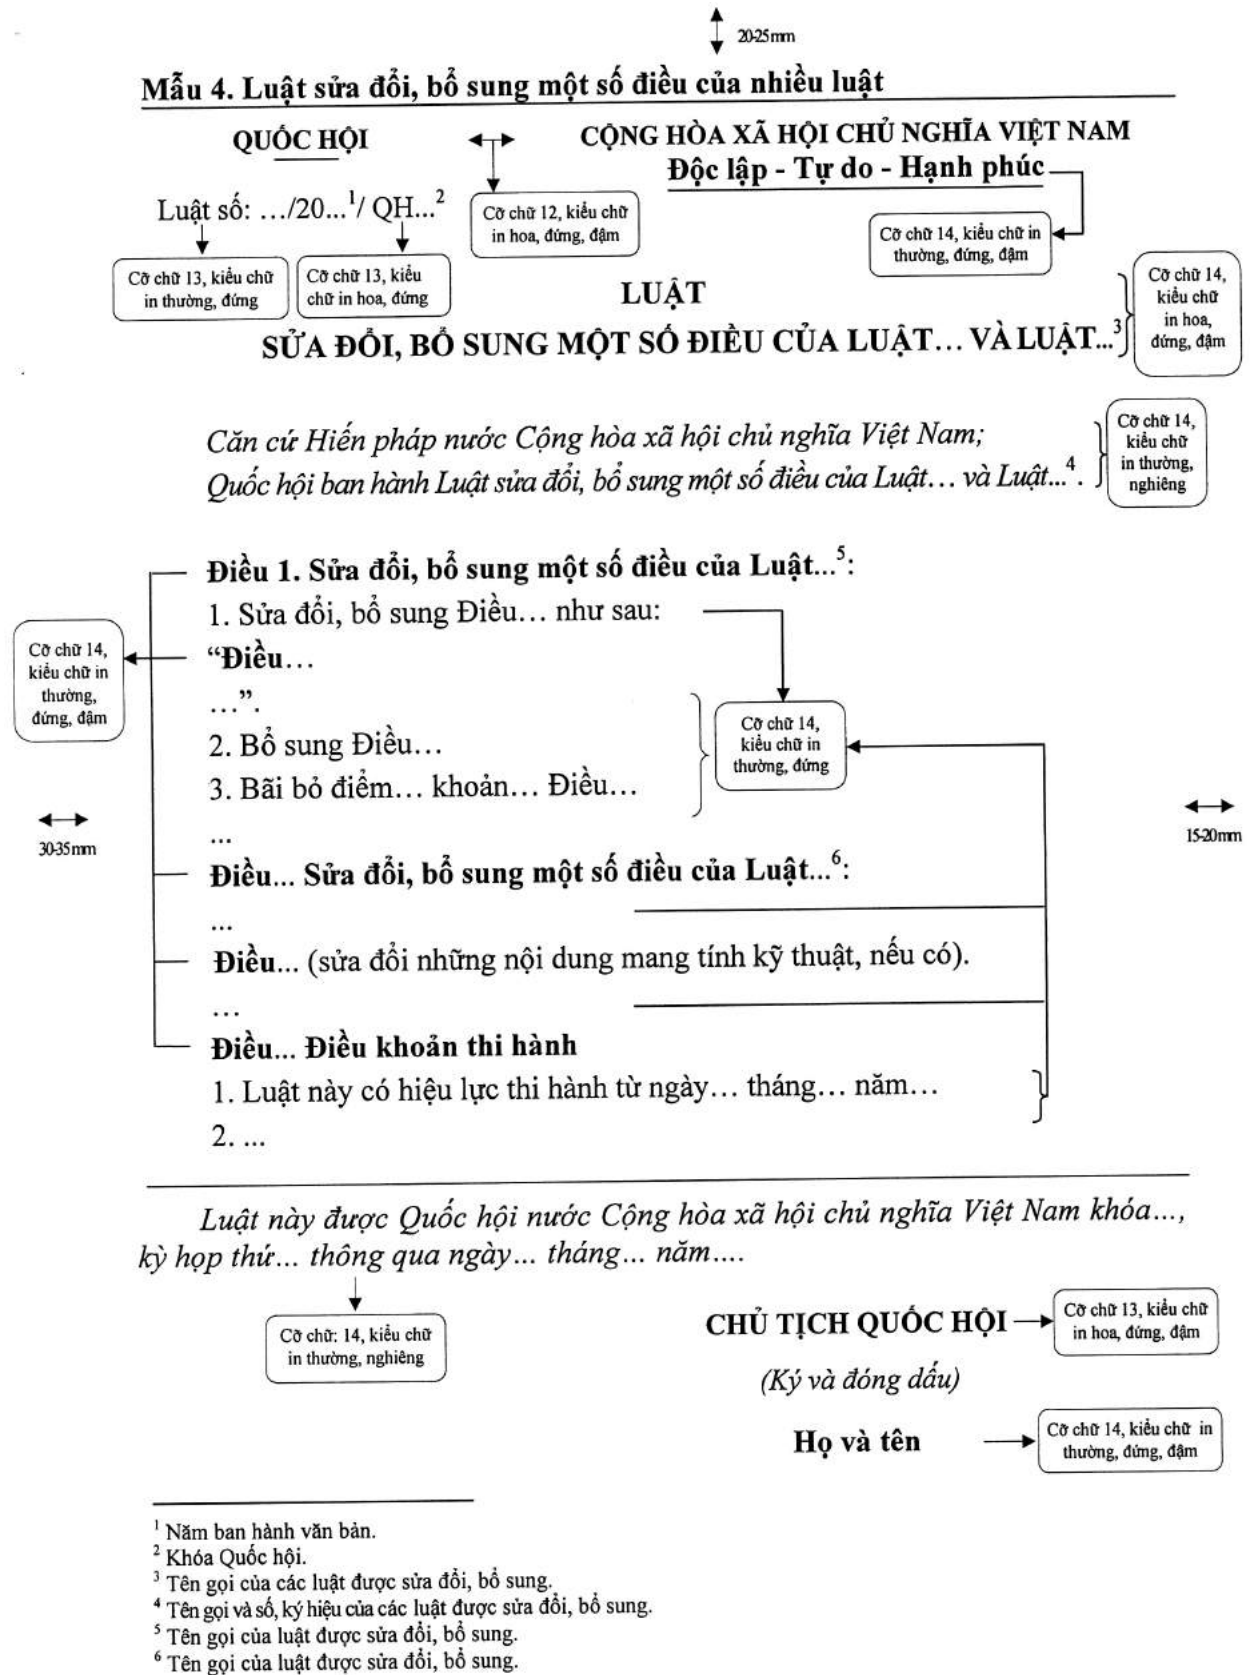 20-25mm
Mẫu 4. Luật sửa đổi, bổ sung một số điều của nhiều luật
QUỐC HỘI
CỘNG HÒA XÃ HỘI CHỦ NGHĨA VIỆT NAM
Độc lập - Tự do - Hạnh phúc
Luật số: …/20...¹/ QH...²
Cỡ chữ 12, kiểu chữ
in hoa, đứng, đậm
Cỡ chữ 14, kiểu chữ in
thường, đứng, đậm
Cỡ chữ 13, kiểu chữ
in thường, đứng
Cỡ chữ 13, kiểu
chữ in hoa, đứng
LUẬT
SỬA ĐỔI, BỔ SUNG MỘT SỐ ĐIỀU CỦA LUẬT… VÀ LUẬT...³
Cỡ chữ 14,
kiểu chữ
in hoa,
đứng, đậm
Căn cứ Hiến pháp nước Cộng hòa xã hội chủ nghĩa Việt Nam;
Quốc hội ban hành Luật sửa đổi, bổ sung một số điều của Luật… và Luật...⁴.
Cỡ chữ 14,
kiểu chữ
in thường,
nghiêng
Điều 1. Sửa đổi, bổ sung một số điều của Luật...⁵:
1. Sửa đổi, bổ sung Điều… như sau:
“Điều…
…”.
2. Bổ sung Điều…
3. Bãi bỏ điểm… khoản… Điều…
...
Cỡ chữ 14,
kiểu chữ in
thường,
đứng, đậm
Cỡ chữ 14,
kiểu chữ in
thường, đứng
30-35mm
15-20mm
Điều... Sửa đổi, bổ sung một số điều của Luật...⁶:
...
Điều... (sửa đổi những nội dung mang tính kỹ thuật, nếu có).
…
Điều... Điều khoản thi hành
1. Luật này có hiệu lực thi hành từ ngày… tháng… năm…
2. ...
Luật này được Quốc hội nước Cộng hòa xã hội chủ nghĩa Việt Nam khóa...,
kỳ họp thứ... thông qua ngày... tháng... năm....
Cỡ chữ: 14, kiểu chữ
in thường, nghiêng
CHỦ TỊCH QUỐC HỘI
Cỡ chữ 13, kiểu chữ
in hoa, đứng, đậm
(Ký và đóng dấu)
Họ và tên
Cỡ chữ 14, kiểu chữ in
thường, đứng, đậm
¹ Năm ban hành văn bản.
² Khóa Quốc hội.
³ Tên gọi của các luật được sửa đổi, bổ sung.
⁴ Tên gọi và số, ký hiệu của các luật được sửa đổi, bổ sung.
⁵ Tên gọi của luật được sửa đổi, bổ sung.
⁶ Tên gọi của luật được sửa đổi, bổ sung.